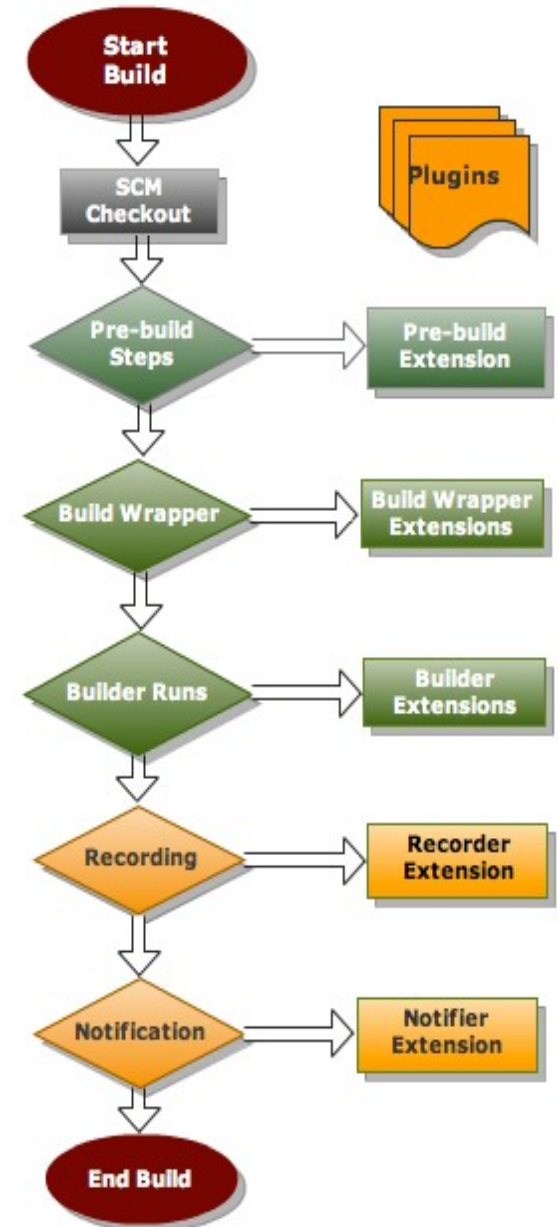 Start
Build
SCM
Checkout
Plugins
Pre-build
Steps
Pre-build
Extension
Build Wrapper
Build Wrapper
Extensions
Builder Runs
Builder
Extensions
Recording
Recorder
Extension
Notification
Notifier
Extension
End Build